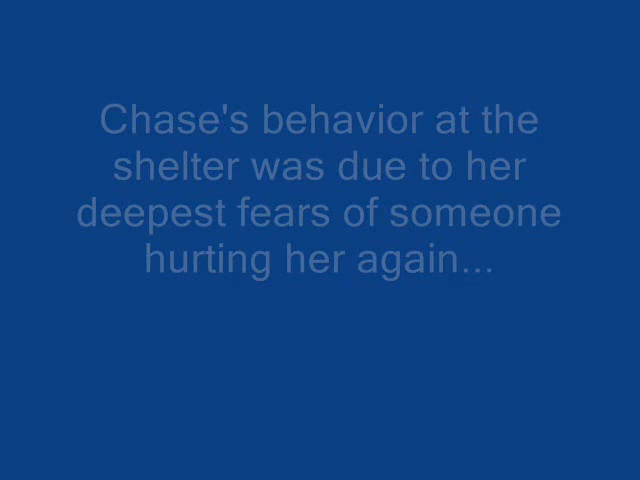 Chase's behavior at the
shelter was due to her
deepest fears of someone
hurting her again...